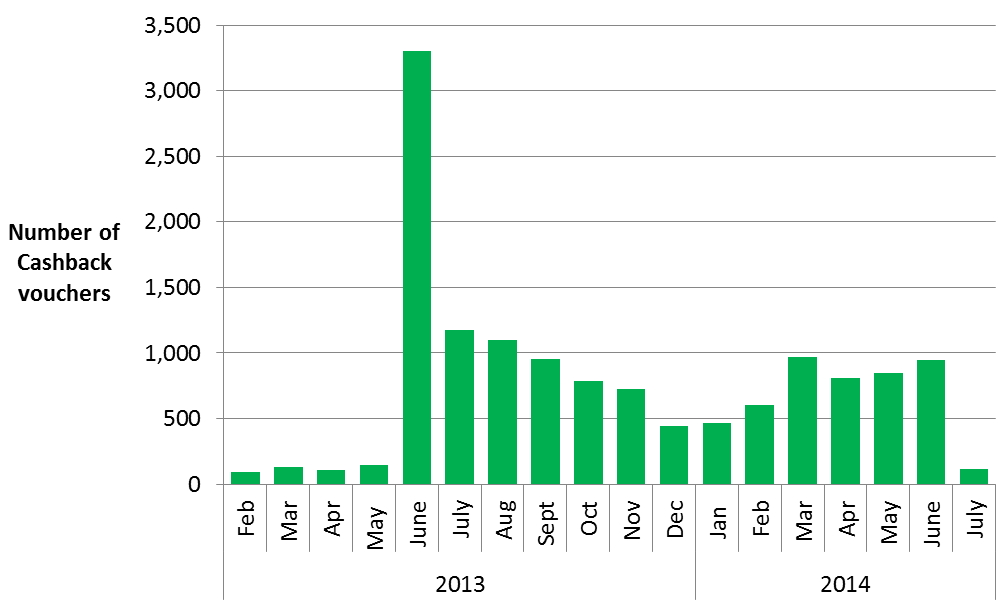 3,500
3,000
2,500
2,000
1,500
1,000
500
0
Number of
Cashback
vouchers
Feb Mar Apr May June July Aug Sept Oct Nov Dec Jan Feb Mar Apr May June July
2013 2014